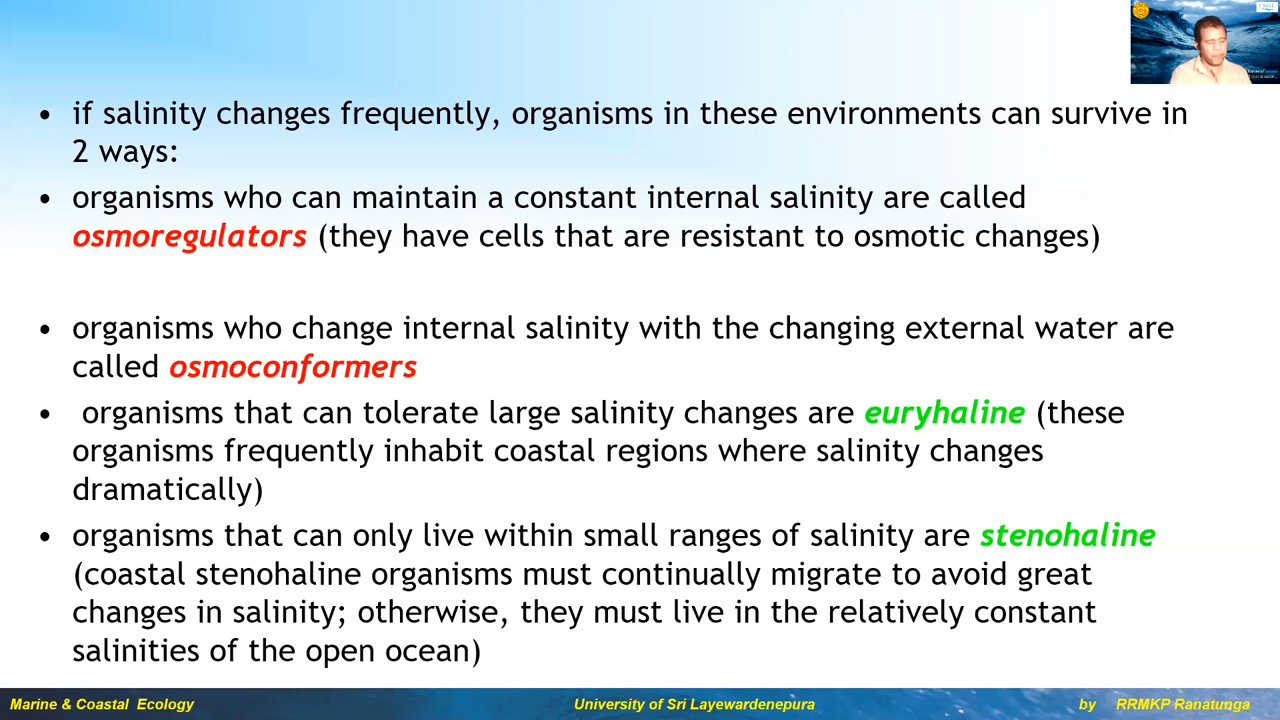 • if salinity changes frequently, organisms in these environments can survive in
2 ways:
• organisms who can maintain a constant internal salinity are called
osmoregulators (they have cells that are resistant to osmotic changes)
• organisms who change internal salinity with the changing external water are
called osmoconformers
• organisms that can tolerate large salinity changes are euryhaline (these
organisms frequently inhabit coastal regions where salinity changes
dramatically)
• organisms that can only live within small ranges of salinity are stenohaline
(coastal stenohaline organisms must continually migrate to avoid great
changes in salinity; otherwise, they must live in the relatively constant
salinities of the open ocean)
Marine & Coastal Ecology University of Sri Layewardenepura by RRMKP Ranatunga